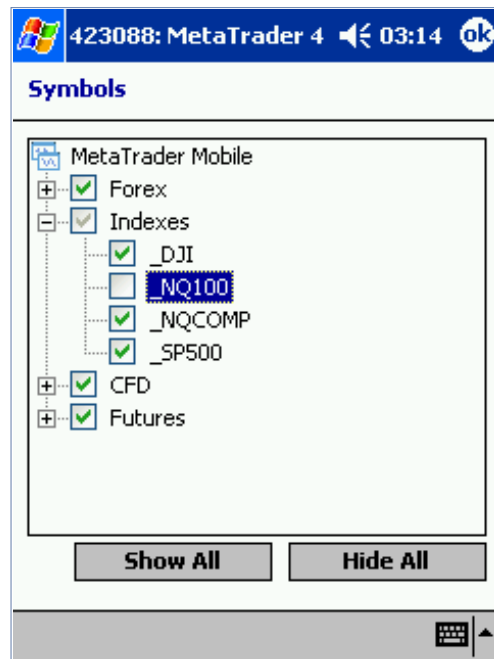 423088: MetaTrader 4 03:14 ok
Symbols
MetaTrader Mobile
Forex
Indexes
_DJI
_NQ100
_NQCOMP
_SP500
CFD
Futures
Show All Hide All